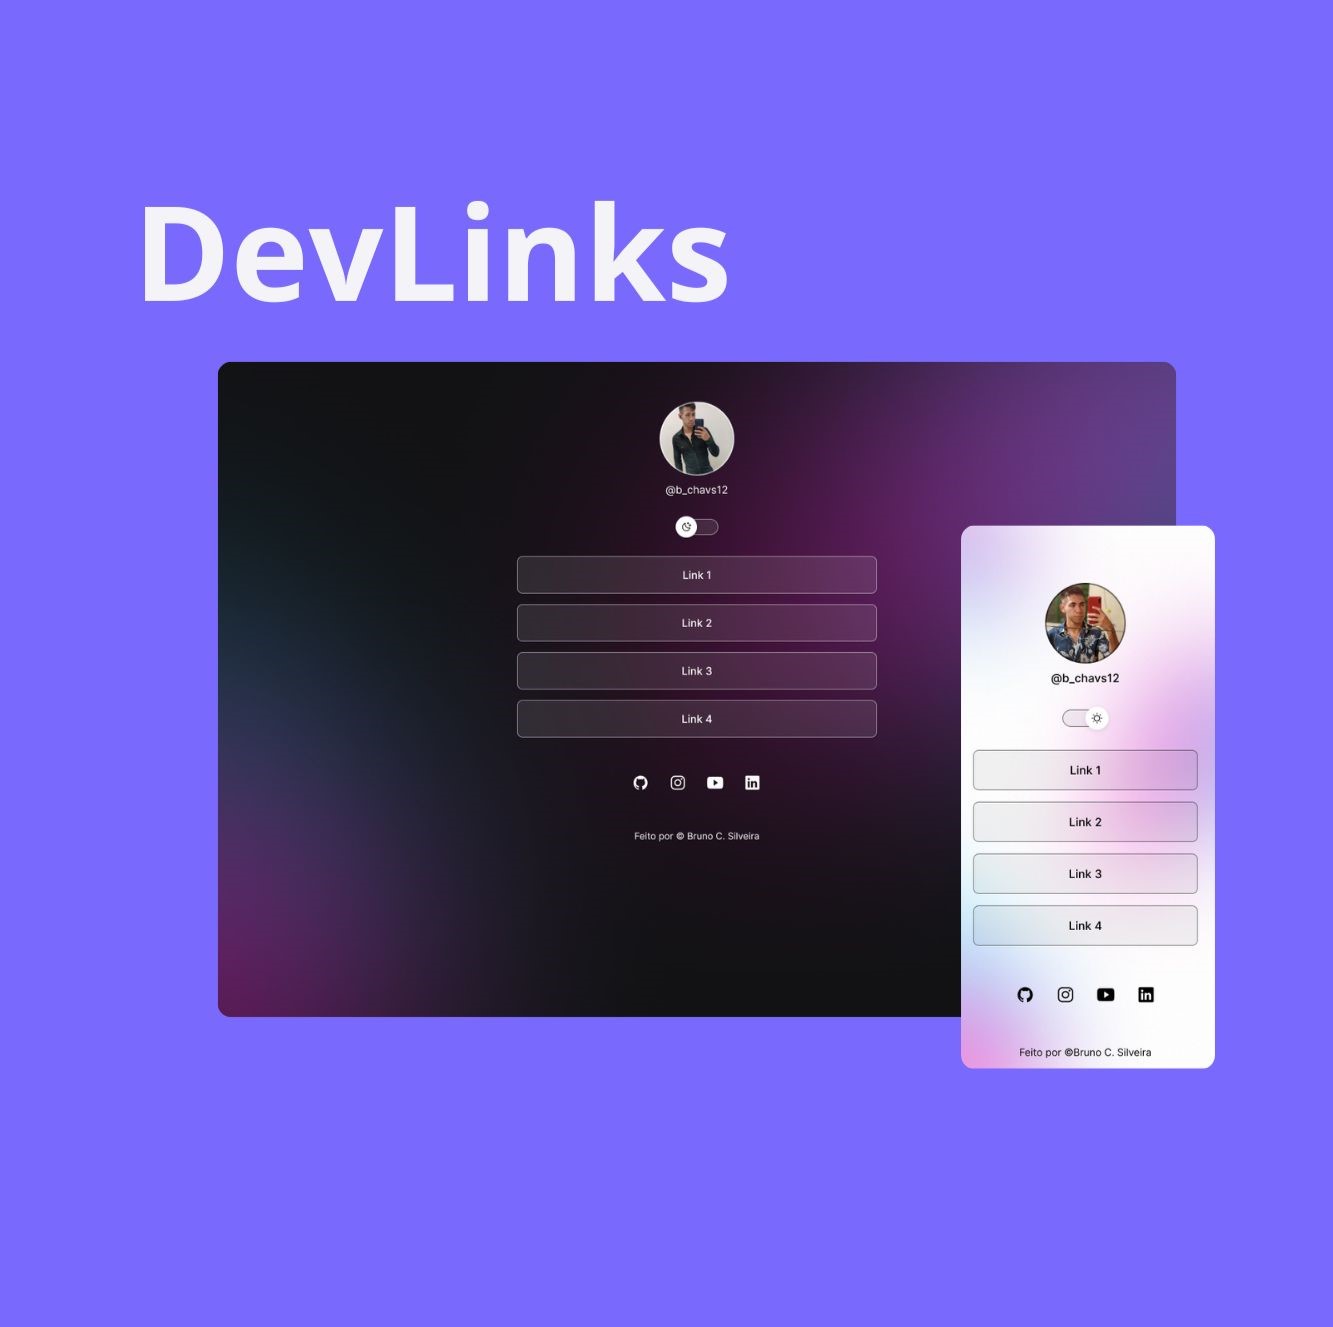 DevLinks
@b_chavs12
Link 1
Link 2
Link 3
Link 4
Feito por © Bruno C. Silveira
@b_chavs12
Link 1
Link 2
Link 3
Link 4
Feito por ©Bruno C. Silveira